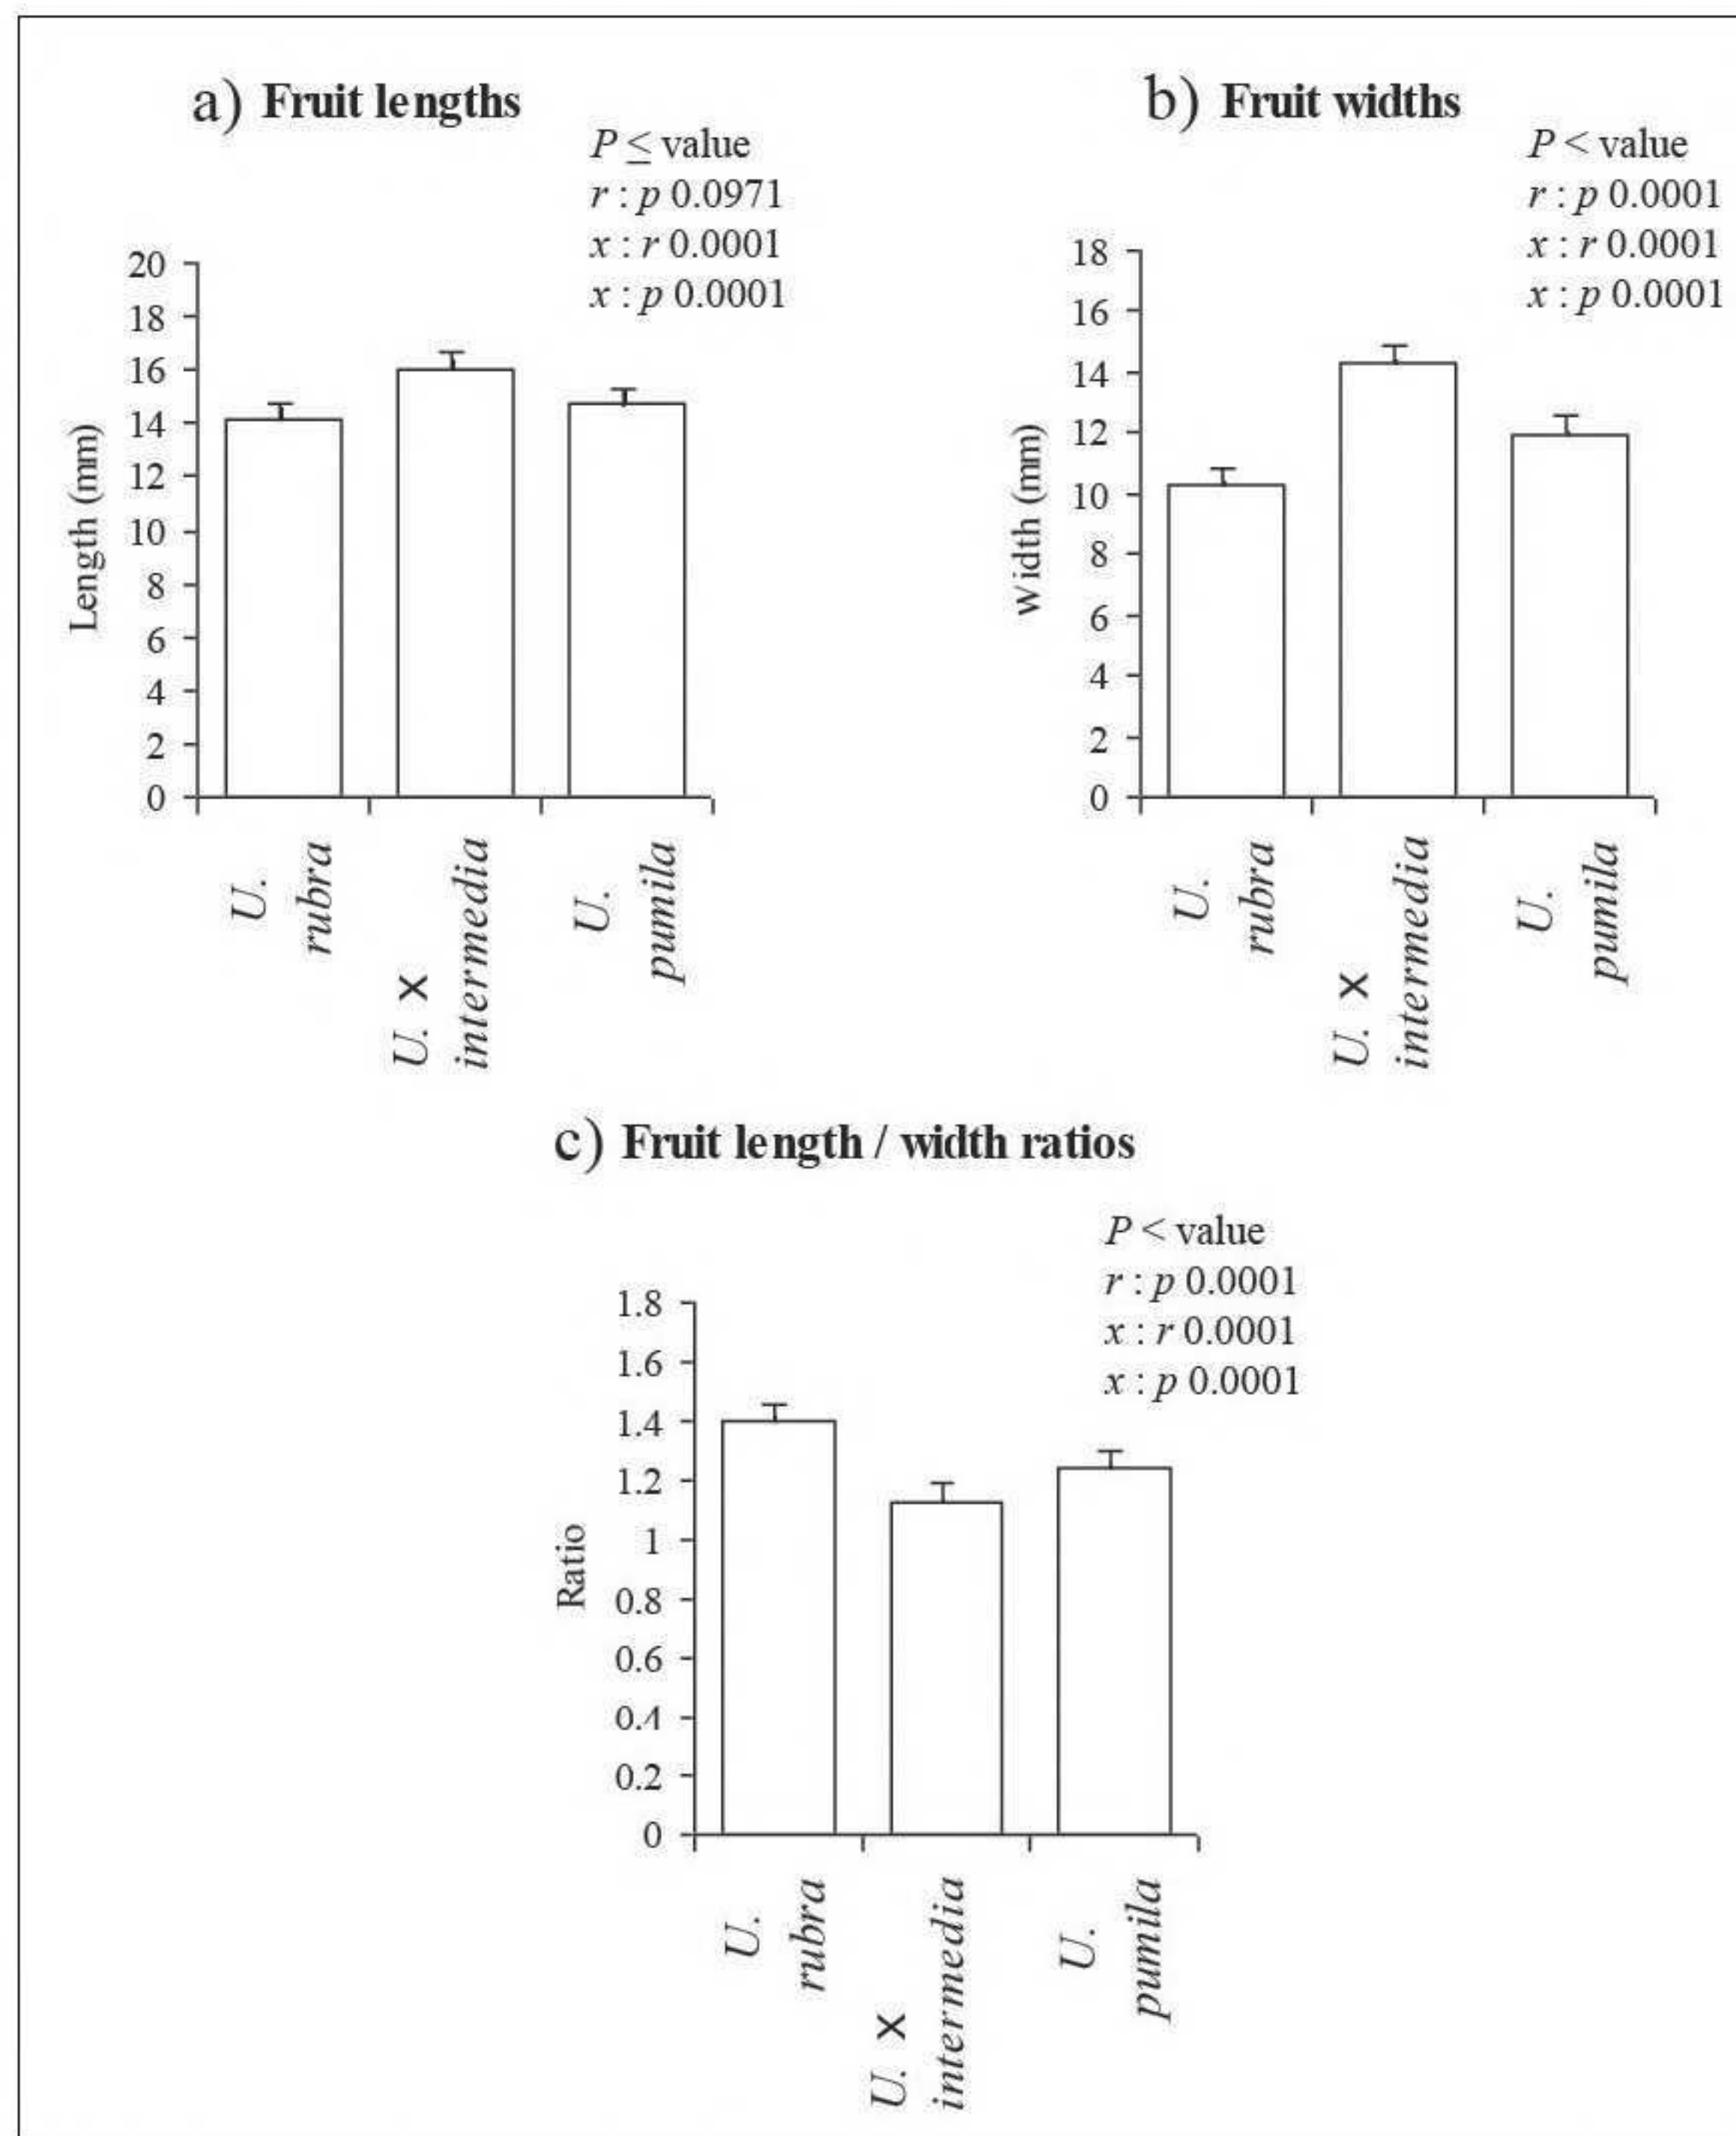 a) Fruit lengths
P ≤ value
r : p 0.0971
x : r 0.0001
x : p 0.0001
Length (mm)
20
18
16
14
12
10
8
6
4
2
0
U.
rubra
U. x
intermedia
U.
pumila
b) Fruit widths
P < value
r : p 0.0001
x : r 0.0001
x : p 0.0001
Width (mm)
18
16
14
12
10
8
6
4
2
0
U.
rubra
U. x
intermedia
U.
pumila
c) Fruit length / width ratios
P < value
r : p 0.0001
x : r 0.0001
x : p 0.0001
Ratio
1.8
1.6
1.4
1.2
1
0.8
0.6
0.4
0.2
0
U.
rubra
U. x
intermedia
U.
pumila